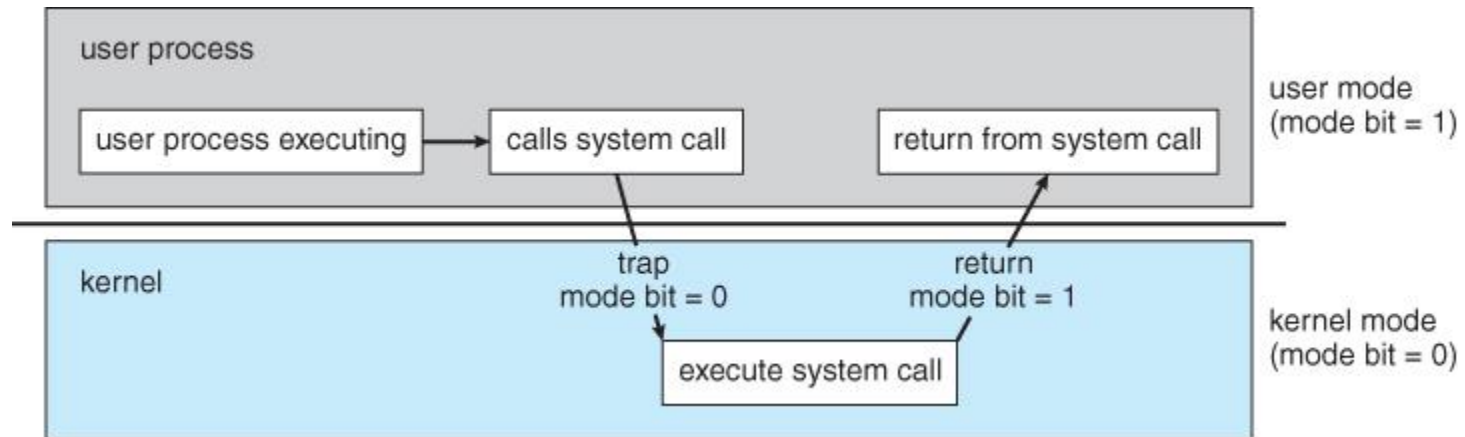 user process
user process executing
calls system call
return from system call
user mode
(mode bit = 1)
kernel
trap
mode bit = 0
return
mode bit = 1
execute system call
kernel mode
(mode bit = 0)